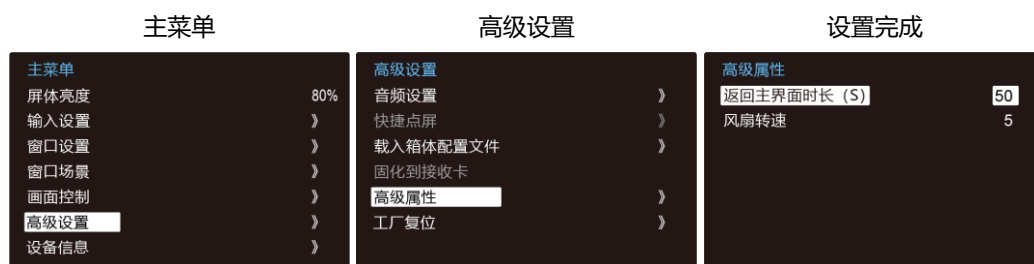 主菜单
主菜单
屏体亮度 80%
输入设置 》
窗口设置 》
窗口场景 》
画面控制 》
高级设置 》
设备信息 》
高级设置
高级设置
音频设置 》
快捷点屏 》
载入箱体配置文件 》
固化到接收卡
高级属性 》
工厂复位 》
设置完成
高级属性
返回主界面时长（S） 50
风扇转速 5